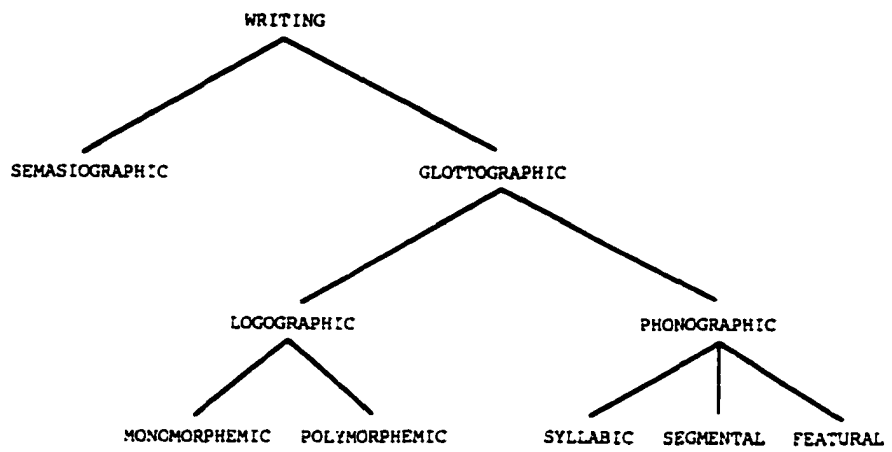 WRITING
SEMASIOGRAPHIC GLOTTOGRAPHIC
LOGOGRAPHIC PHONOGRAPHIC
MONOMORPHEMIC POLYMORPHEMIC SYLLABIC SEGMENTAL FEATURAL